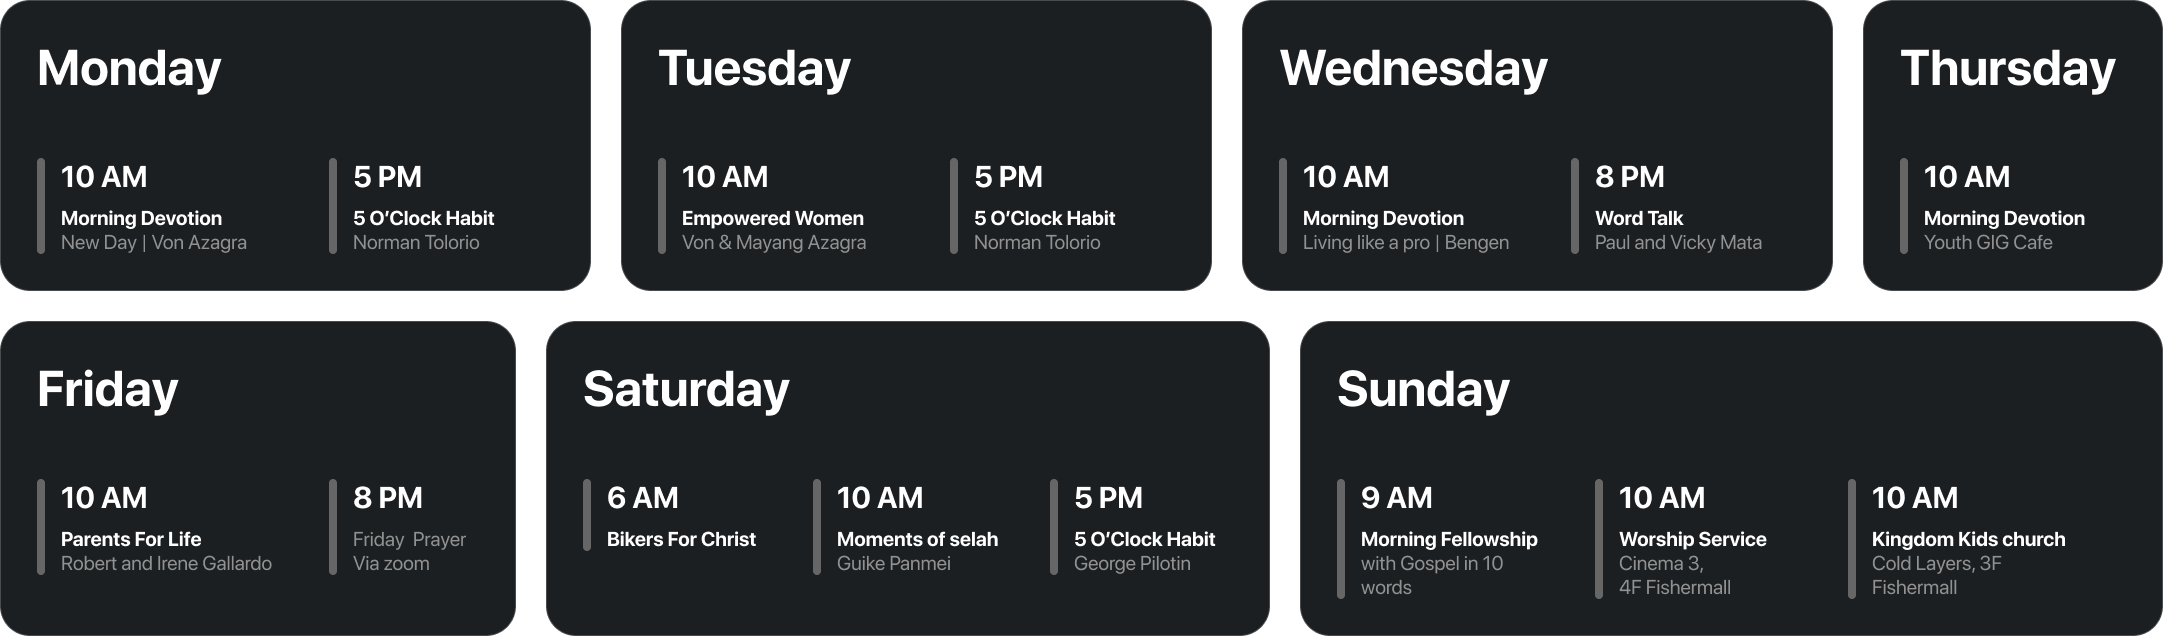 Monday
10 AM
Morning Devotion
New Day | Von Azagra
5 PM
5 O’Clock Habit
Norman Tolorio
Tuesday
10 AM
Empowered Women
Von & Mayang Azagra
5 PM
5 O’Clock Habit
Norman Tolorio
Wednesday
10 AM
Morning Devotion
Living like a pro | Bengen
8 PM
Word Talk
Paul and Vicky Mata
Thursday
10 AM
Morning Devotion
Youth GIG Cafe
Friday
10 AM
Parents For Life
Robert and Irene Gallardo
8 PM
Friday  Prayer
Via zoom
Saturday
6 AM
Bikers For Christ
10 AM
Moments of selah
Guike Panmei
5 PM
5 O’Clock Habit
George Pilotin
Sunday
9 AM
Morning Fellowship
with Gospel in 10
words
10 AM
Worship Service
Cinema 3,
4F Fishermall
10 AM
Kingdom Kids church
Cold Layers, 3F
Fishermall